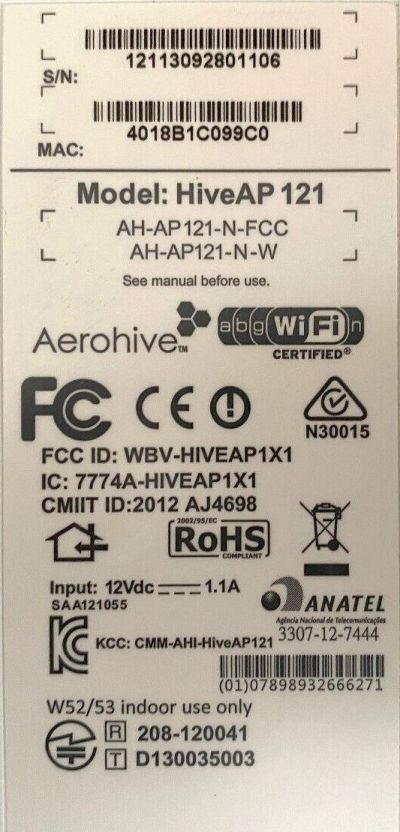 12113092801106
S/N:
4018B1C099C0
MAC:
Model: HiveAP 121
AH-AP121-N-FCC
AH-AP121-N-W
See manual before use.
Aerohive™ abg WiFi n
CERTIFIED®
FC CE
N30015
FCC ID: WBV-HIVEAP1X1
IC: 7774A-HIVEAP1X1
CMIIT ID:2012 AJ4698
2002/95/EC
RoHS
COMPLIANT
Input: 12Vdc 1.1A
SAA121055
ANATEL
Agência Nacional de Telecomunicações
KCC: CMM-AHI-HiveAP121 3307-12-7444
(01)07898932666271
W52/53 indoor use only
R 208-120041
T D130035003